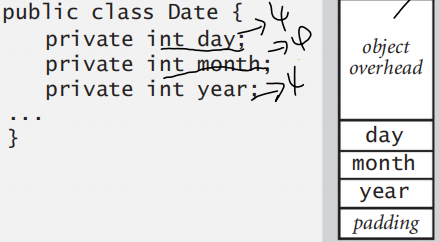 public class Date {
private int day;
private int month;
private int year;
...
}
object
overhead
day
month
year
padding